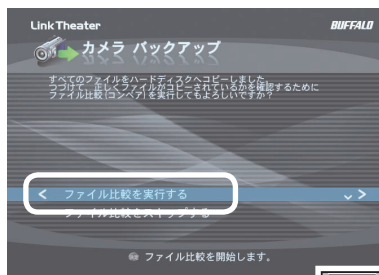 LinkTheater
BUFFALO
カメラ バックアップ
すべてのファイルをハードディスクへコピーしました。
つづけて、正しくファイルがコピーされているかを確認するために
ファイル比較(コンペア)を実行してもよろしいですか？
< ファイル比較を実行する >
ファイル比較をスキップする
ファイル比較を開始します。